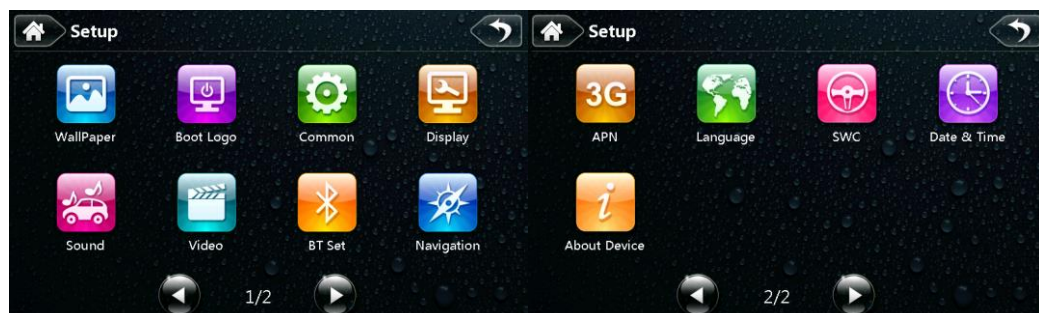 Setup
WallPaper Boot Logo Common Display
Sound Video BT Set Navigation
1/2
Setup
3G
APN Language SWC Date & Time
i
About Device
2/2